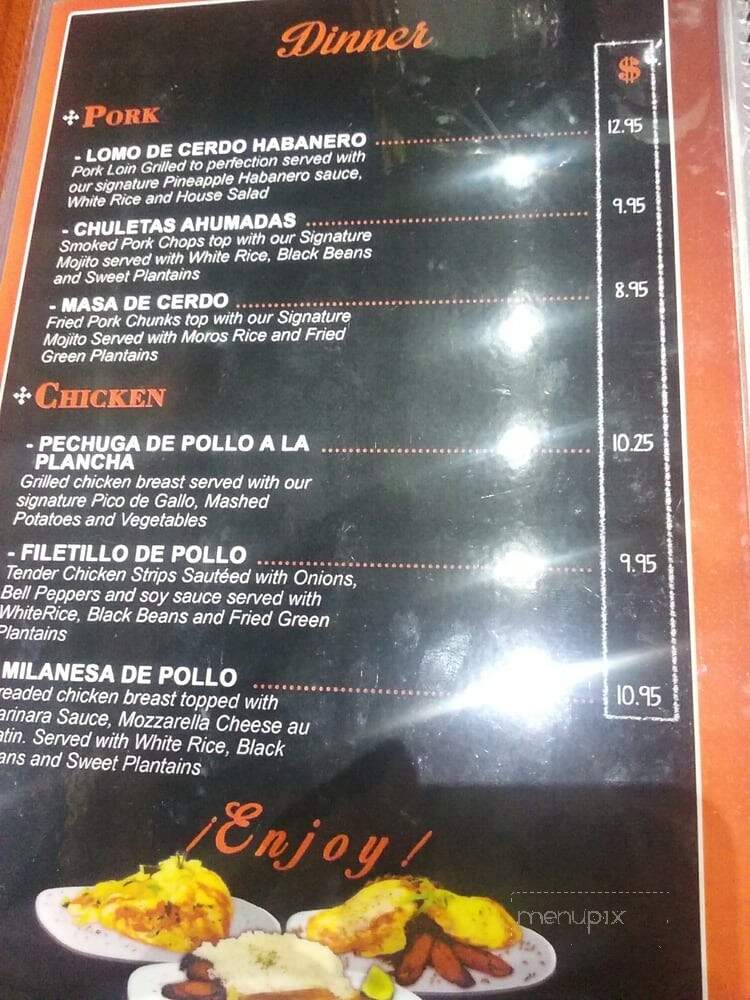 Dinner
$
PORK
- LOMO DE CERDO HABANERO 12.95
Pork Loin Grilled to perfection served with
our signature Pineapple Habanero sauce,
White Rice and House Salad
- CHULETAS AHUMADAS 9.95
Smoked Pork Chops top with our Signature
Mojito served with White Rice, Black Beans
and Sweet Plantains
- MASA DE CERDO 8.95
Fried Pork Chunks top with our Signature
Mojito Served with Moros Rice and Fried
Green Plantains
CHICKEN
- PECHUGA DE POLLO A LA 10.25
PLANCHA
Grilled chicken breast served with our
signature Pico de Gallo, Mashed
Potatoes and Vegetables
- FILETILLO DE POLLO 9.95
Tender Chicken Strips Sautéed with Onions,
Bell Peppers and soy sauce served with
WhiteRice, Black Beans and Fried Green
Plantains
MILANESA DE POLLO 10.95
readed chicken breast topped with
arinara Sauce, Mozzarella Cheese au
atin. Served with White Rice, Black
ans and Sweet Plantains
¡Enjoy!
menupix